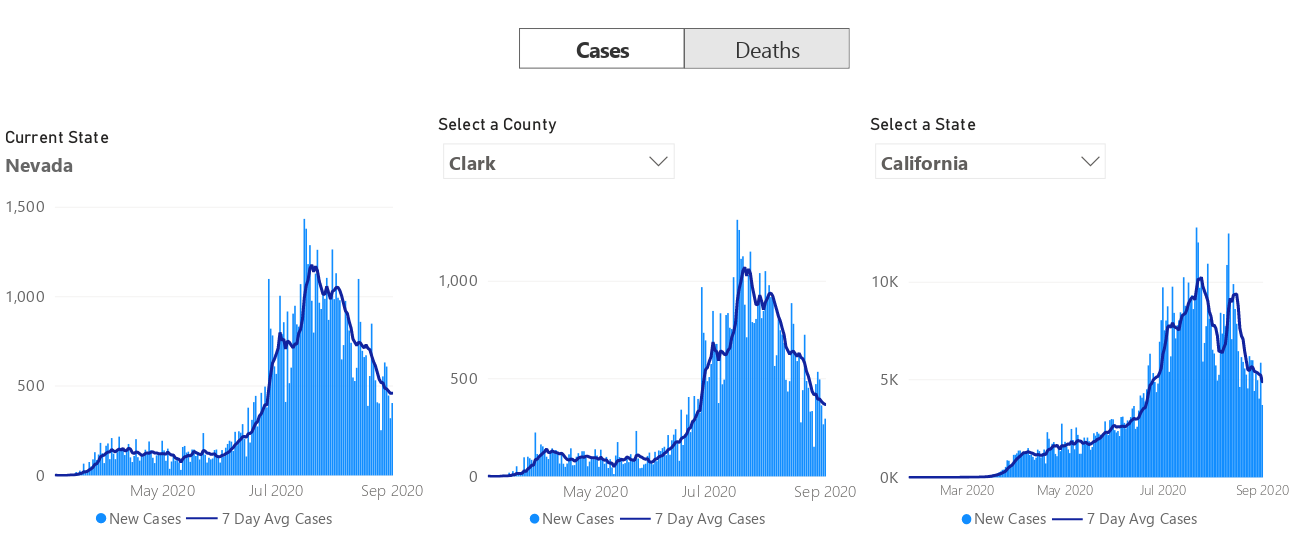 Cases Deaths
Current State
Nevada
1,500
1,000
500
0
May 2020 Jul 2020 Sep 2020
New Cases 7 Day Avg Cases
Select a County
Clark
1,000
500
0
May 2020 Jul 2020 Sep 2020
New Cases 7 Day Avg Cases
Select a State
California
10K
5K
0K
Mar 2020 May 2020 Jul 2020 Sep 2020
New Cases 7 Day Avg Cases